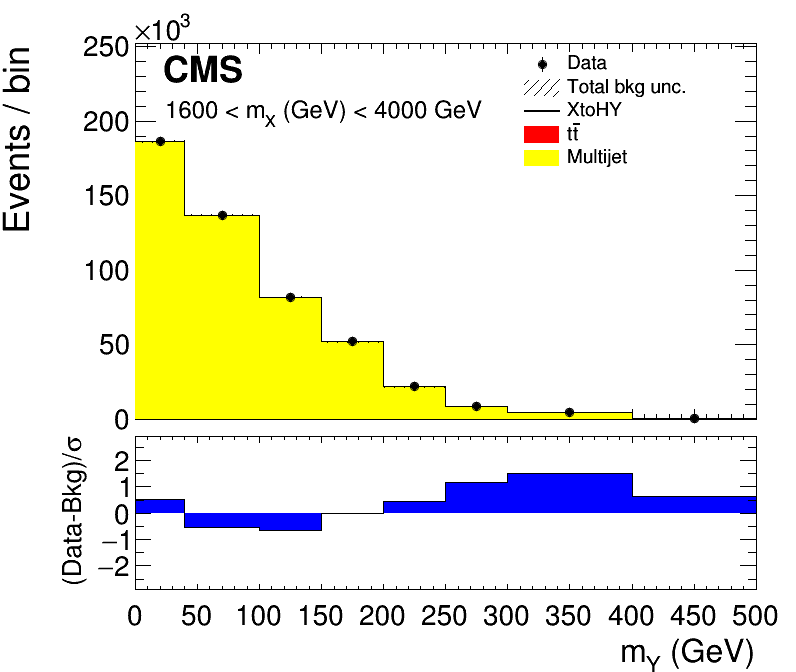 ×10³
250
200
150
100
50
0
Events / bin
CMS
1600 < m_X (GeV) < 4000 GeV
Data
Total bkg unc.
XtoHY
tt̄
Multijet
(Data-Bkg)/σ
2
1
0
−1
−2
0 50 100 150 200 250 300 350 400 450 500
m_Y (GeV)